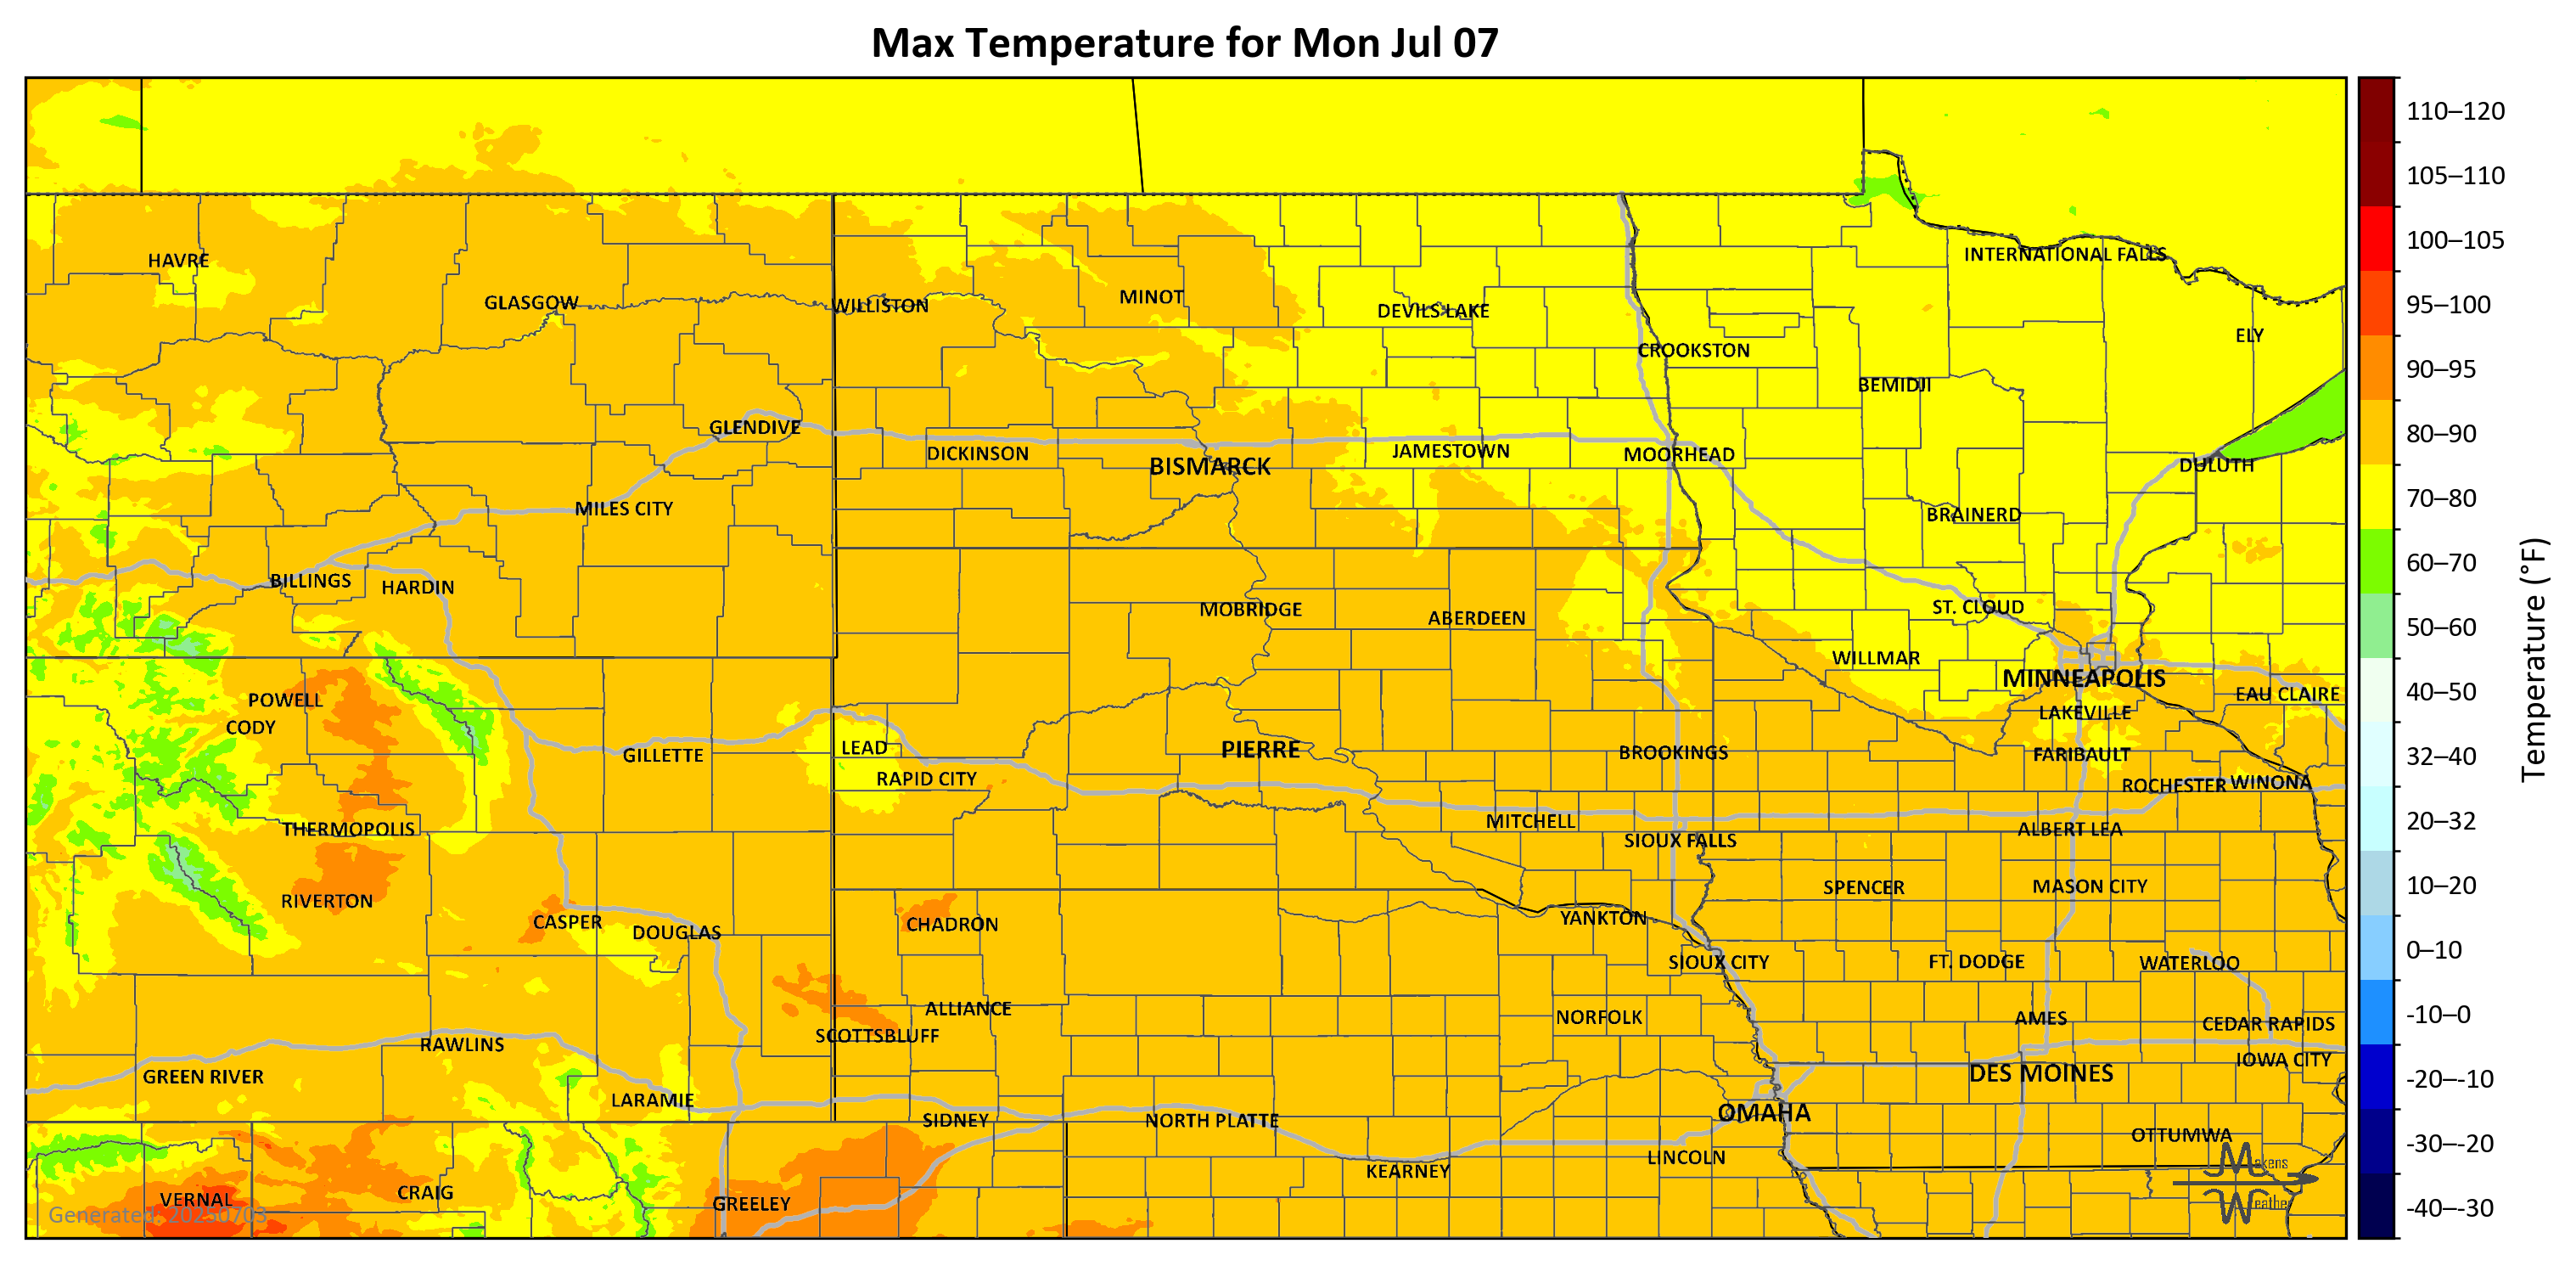 Max Temperature for Mon Jul 07
110–120
105–110
100–105
95–100
90–95
80–90
70–80
60–70
50–60
40–50
32–40
20–32
10–20
0–10
-10–0
-20–-10
-30–-20
-40–-30
Temperature (°F)
HAVRE
INTERNATIONAL FALLS
GLASGOW
WILLISTON
MINOT
DEVILS LAKE
ELY
CROOKSTON
BEMIDJI
GLENDIVE
DICKINSON
BISMARCK
JAMESTOWN
MOORHEAD
DULUTH
MILES CITY
BRAINERD
BILLINGS
HARDIN
MOBRIDGE
ABERDEEN
ST. CLOUD
WILLMAR
MINNEAPOLIS
EAU CLAIRE
POWELL
CODY
LAKEVILLE
LEAD
GILLETTE
PIERRE
BROOKINGS
FARIBAULT
RAPID CITY
ROCHESTER
WINONA
THERMOPOLIS
MITCHELL
ALBERT LEA
SIOUX FALLS
SPENCER
MASON CITY
RIVERTON
CASPER
DOUGLAS
CHADRON
YANKTON
SIOUX CITY
FT. DODGE
WATERLOO
ALLIANCE
NORFOLK
AMES
CEDAR RAPIDS
SCOTTSBLUFF
RAWLINS
IOWA CITY
GREEN RIVER
DES MOINES
LARAMIE
SIDNEY
NORTH PLATTE
OMAHA
OTTUMWA
LINCOLN
KEARNEY
VERNAL
CRAIG
GREELEY
Generated: 20250703
Makens
Weather